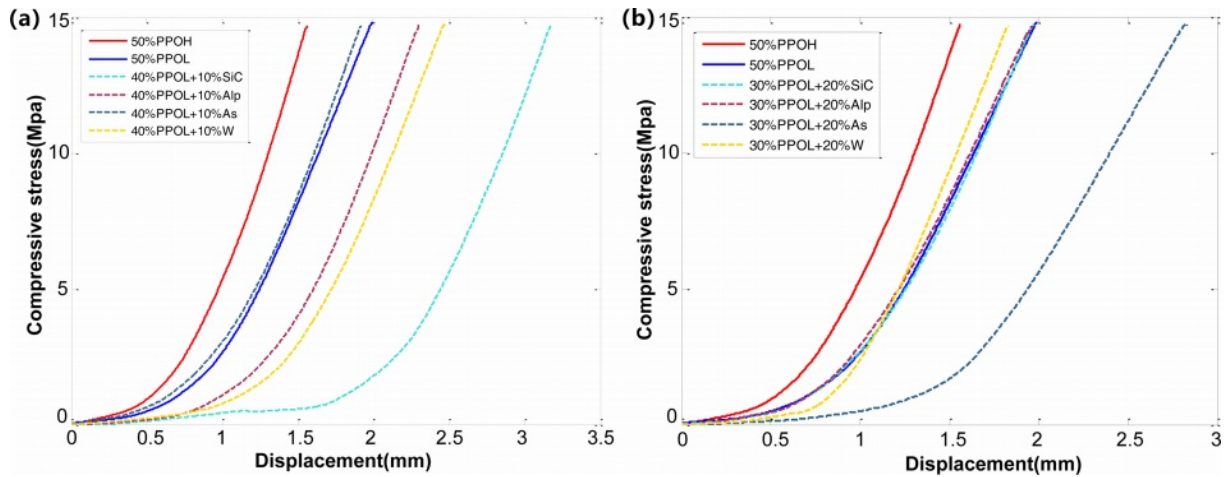 (a)
Compressive stress(Mpa)
15
10
5
0
50%PPOH
50%PPOL
40%PPOL+10%SiC
40%PPOL+10%Alp
40%PPOL+10%As
40%PPOL+10%W
0 0.5 1 1.5 2 2.5 3 3.5
Displacement(mm)
(b)
Compressive stress(Mpa)
15
10
5
0
50%PPOH
50%PPOL
30%PPOL+20%SiC
30%PPOL+20%Alp
30%PPOL+20%As
30%PPOL+20%W
0 0.5 1 1.5 2 2.5 3
Displacement(mm)